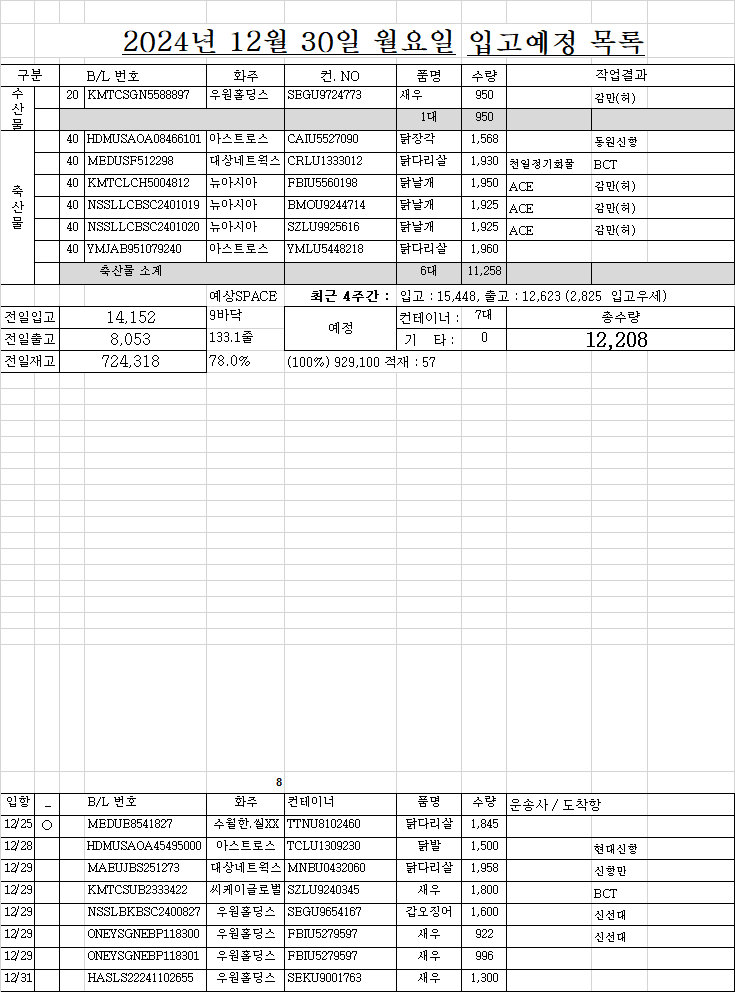 2024년 12월 30일 월요일 입고예정 목록
구분 B/L 번호 화주 컨. NO 품명 수량 작업결과
수산물 20 KMTCSGN5588897 우원홀딩스 SEGU9724773 새우 950 감만(허)
1대 950
축산물 40 HDMUSAOA08466101 아스트로스 CAIU5527090 닭장각 1,568 동원신항
40 MEDUSF512298 대상네트웍스 CRLU1333012 닭다리살 1,930 천일정기화물 BCT
40 KMTCLCH5004812 뉴아시아 FBIU5560198 닭날개 1,950 ACE 감만(허)
40 NSSLLCBSC2401019 뉴아시아 BMOU9244714 닭날개 1,925 ACE 감만(허)
40 NSSLLCBSC2401020 뉴아시아 SZLU9925616 닭날개 1,925 ACE 감만(허)
40 YMJAB951079240 아스트로스 YMLU5448218 닭다리살 1,960
축산물 소계 6대 11,258
예상SPACE 최근 4주간 : 입고 : 15,448, 출고 : 12,623 (2,825 입고우세)
전일입고 14,152 9바닥 예정 컨테이너 : 7대 총수량
전일출고 8,053 133.1줄 기 타 : 0 12,208
전일재고 724,318 78.0% (100%) 929,100 적재 : 57
8
입항 _ B/L 번호 화주 컨테이너 품명 수량 운송사 / 도착항
12/25 ○ MEDUE8541827 수월한.씰XX TTNU8102460 닭다리살 1,845
12/28 HDMUSAOA45495000 아스트로스 TCLU1309230 닭발 1,500 현대신항
12/29 MAEUJBS251273 대상네트웍스 MNBU0432060 닭다리살 1,958 신항만
12/29 KMTCSUB2333422 씨케이글로벌 SZLU9240345 새우 1,800 BCT
12/29 NSSLBKBSC2400827 우원홀딩스 SEGU9654167 갑오징어 1,600 신선대
12/29 ONEYSGNEBP118300 우원홀딩스 FBIU5279597 새우 922 신선대
12/29 ONEYSGNEBP118301 우원홀딩스 FBIU5279597 새우 996
12/31 HASLS22241102655 우원홀딩스 SEKU9001763 새우 1,300